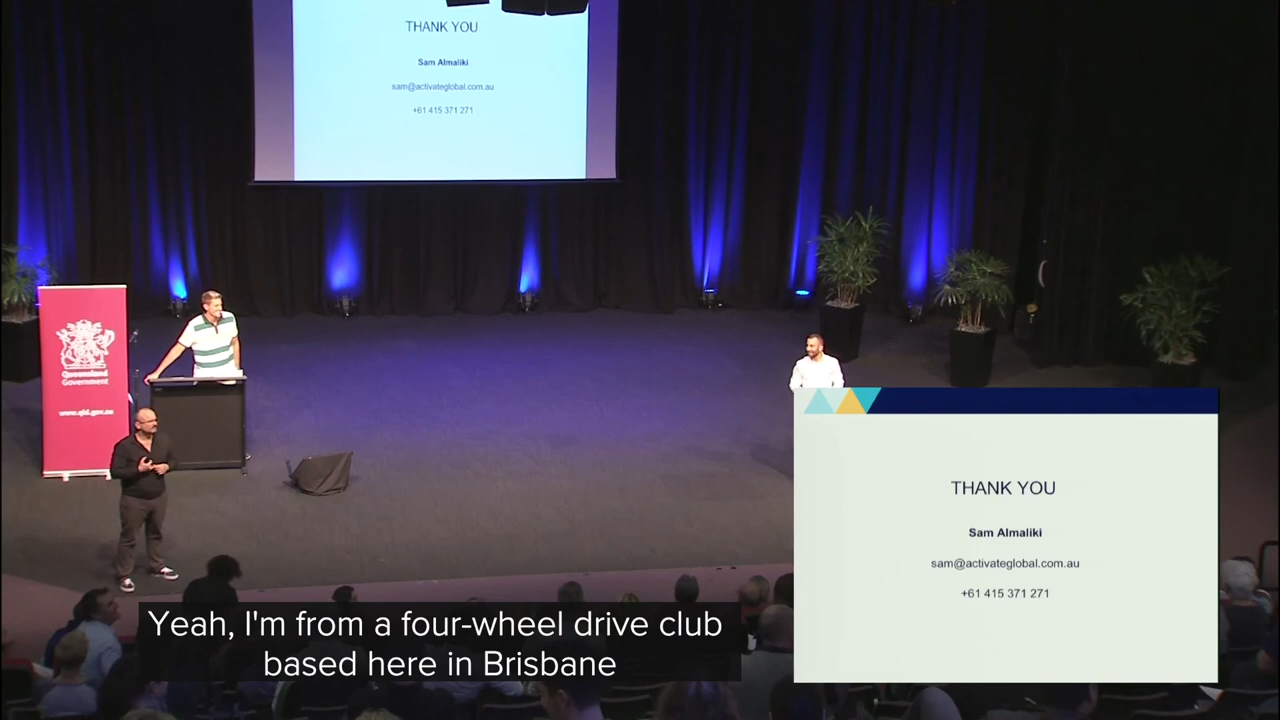 THANK YOU
Sam Almaliki
sam@activateglobal.com.au
+61 415 371 271
Queensland
Government
www.qld.gov.au
THANK YOU
Sam Almaliki
sam@activateglobal.com.au
+61 415 371 271
Yeah, I'm from a four-wheel drive club
based here in Brisbane